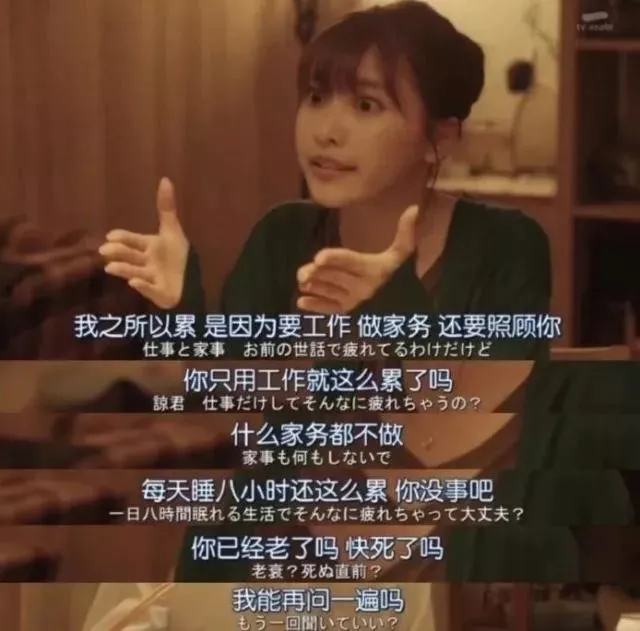 tv asahi
我之所以累 是因为要工作 做家务 还要照顾你
仕事と家事　お前の世話で疲れてるわけだけど
你只用工作就这么累了吗
諒君　仕事だけしてそんなに疲れちゃうの？
什么家务都不做
家事も何もしないで
每天睡八小时还这么累 你没事吧
一日八時間眠れる生活でそんなに疲れちゃって大丈夫？
你已经老了吗 快死了吗
老衰？死ぬ直前？
我能再问一遍吗
もう一回聞いていい？